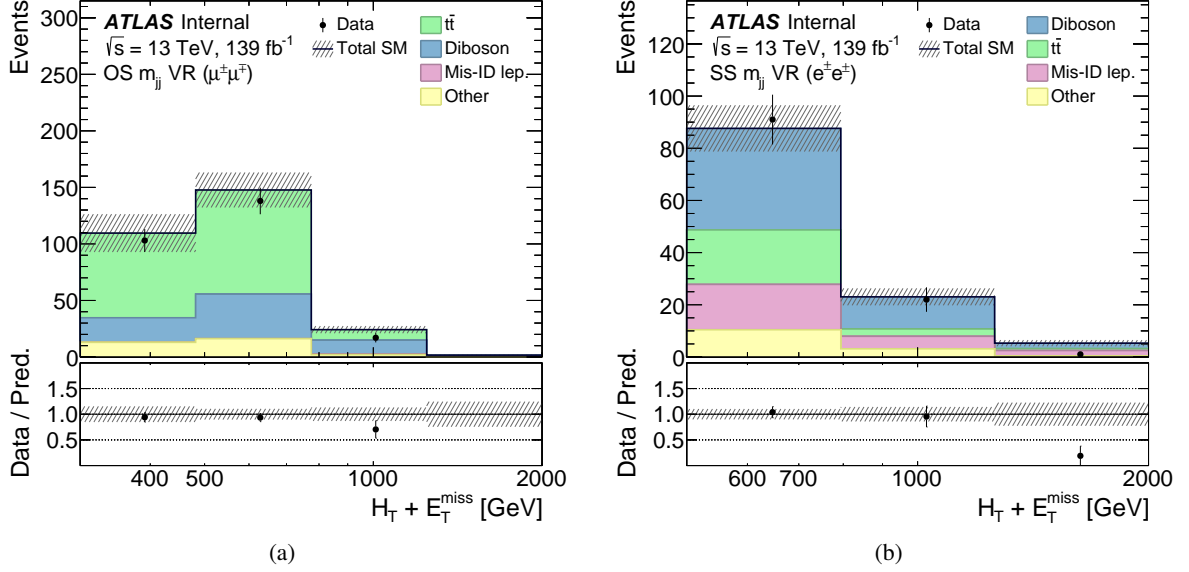 Events
300
250
200
150
100
50
0
ATLAS Internal
√s = 13 TeV, 139 fb⁻¹
OS m_jj VR (μ±μ∓)
Data
Total SM
tt̄
Diboson
Mis-ID lep.
Other
Data / Pred.
1.5
1.0
0.5
400 500 1000 2000
H_T + E_T^miss [GeV]
(a)
Events
120
100
80
60
40
20
0
ATLAS Internal
√s = 13 TeV, 139 fb⁻¹
SS m_jj VR (e±e±)
Data
Total SM
Diboson
tt̄
Mis-ID lep.
Other
Data / Pred.
1.5
1.0
0.5
600 700 1000 2000
H_T + E_T^miss [GeV]
(b)